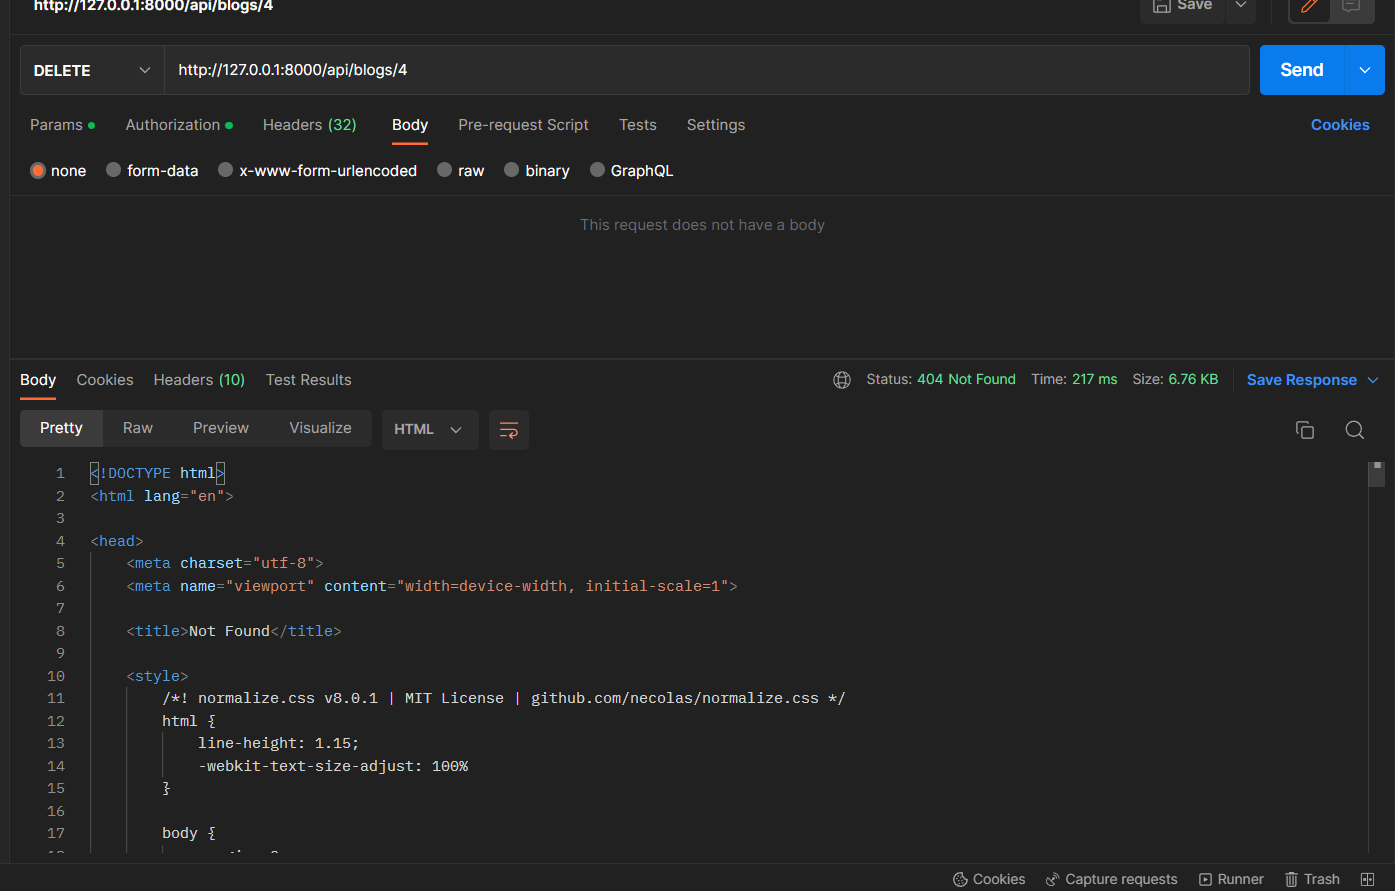 http://127.0.0.1:8000/api/blogs/4
Save
DELETE
http://127.0.0.1:8000/api/blogs/4
Send
Params
Authorization
Headers (32)
Body
Pre-request Script
Tests
Settings
Cookies
none
form-data
x-www-form-urlencoded
raw
binary
GraphQL
This request does not have a body
Body
Cookies
Headers (10)
Test Results
Status: 404 Not Found
Time: 217 ms
Size: 6.76 KB
Save Response
Pretty
Raw
Preview
Visualize
HTML
1 <!DOCTYPE html>
2 <html lang="en">
3
4 <head>
5 <meta charset="utf-8">
6 <meta name="viewport" content="width=device-width, initial-scale=1">
7
8 <title>Not Found</title>
9
10 <style>
11 /*! normalize.css v8.0.1 | MIT License | github.com/necolas/normalize.css */
12 html {
13 line-height: 1.15;
14 -webkit-text-size-adjust: 100%
15 }
16
17 body {
Cookies
Capture requests
Runner
Trash